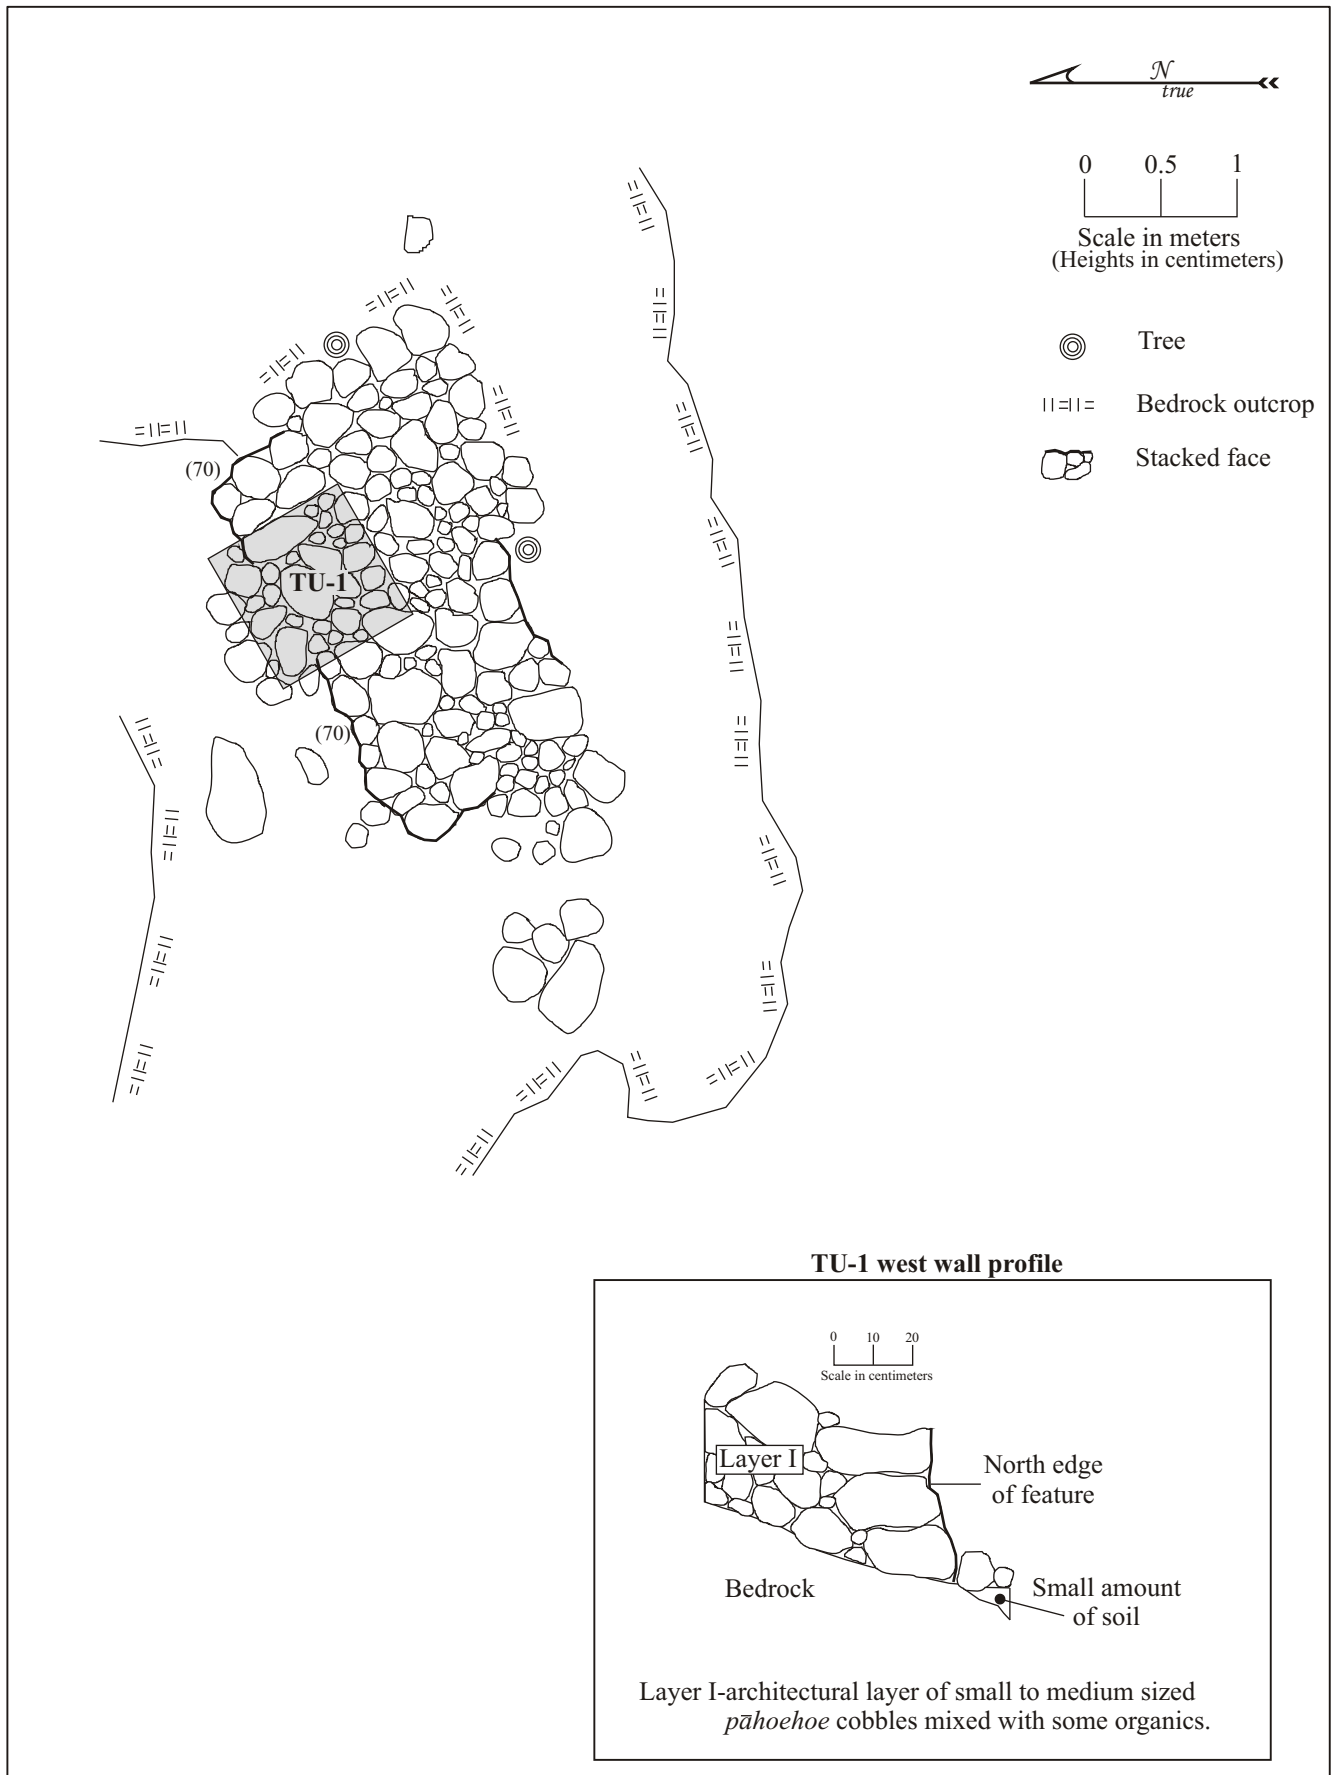 N
true
0 0.5 1
Scale in meters
(Heights in centimeters)
Tree
Bedrock outcrop
Stacked face
(70)
TU-1
(70)
TU-1 west wall profile
0 10 20
Scale in centimeters
Layer I
North edge
of feature
Bedrock
Small amount
of soil
Layer I-architectural layer of small to medium sized
pāhoehoe cobbles mixed with some organics.